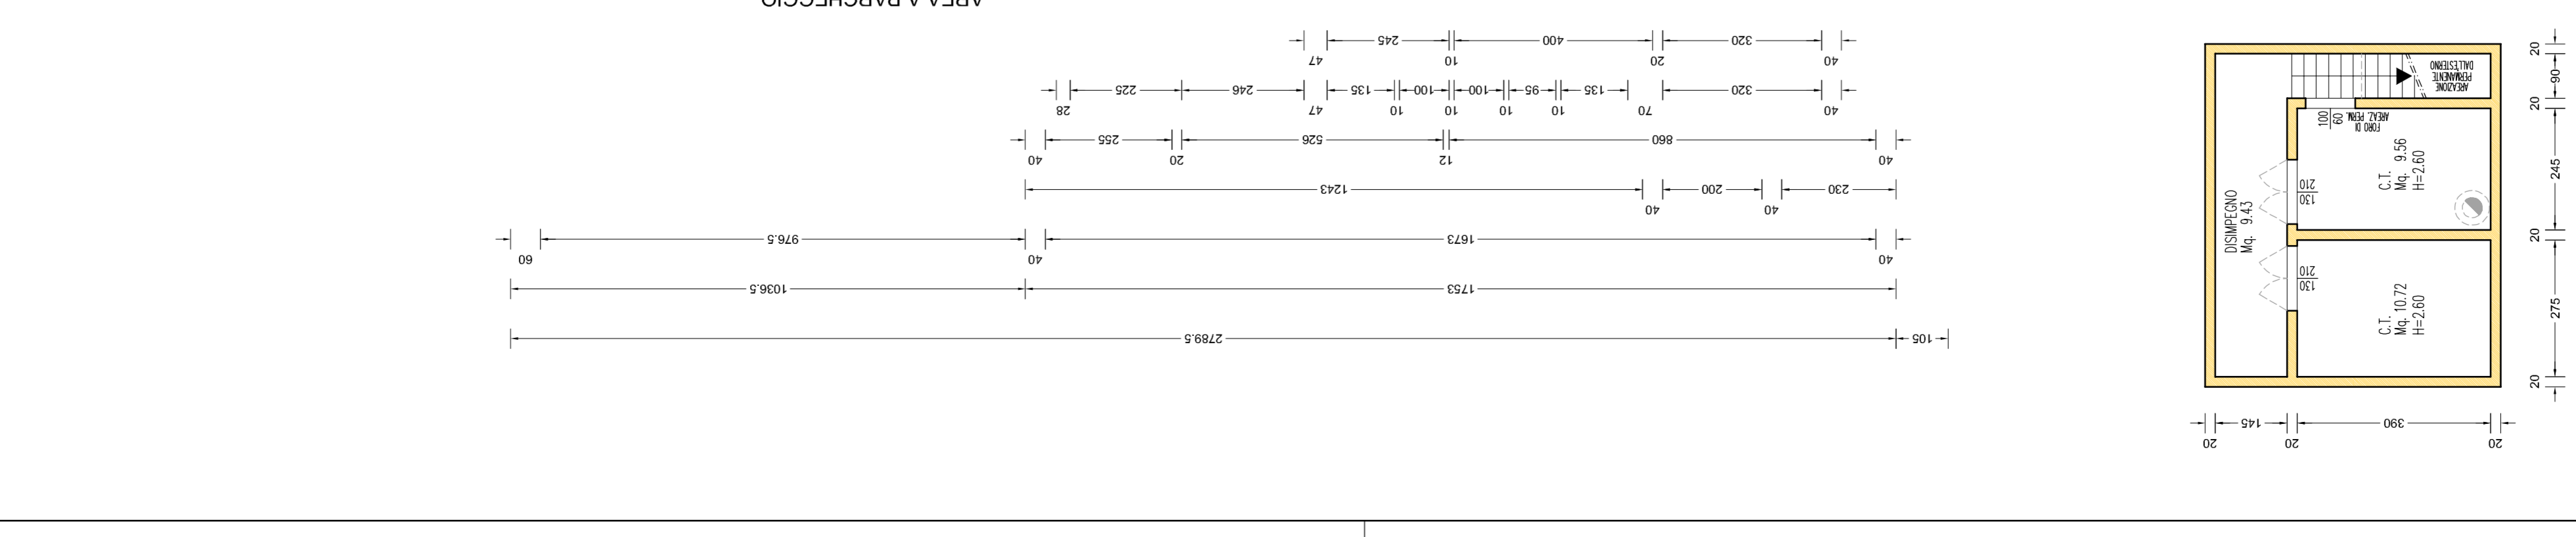 AREA A PARCHEGGIO
47 245 10 400 20 320 40
28 225 246 47 135 10 100 10 100 10 95 10 135 70 320 40
40 255 20 526 12 860 40
1243 40 200 40 230
60 976.5 40 1673 40
1036.5 1753
2789.5 105
AREAZIONE
PERMANENTE
DALL'ESTERNO
FORO DI
AREAZ. PERM.
100
60
C.T.
Mq. 9.56
H=2.60
130
210
DISIMPEGNO
Mq. 9.43
130
210
C.T.
Mq. 10.72
H=2.60
20 90 20 245 20 275 20
20 145 20 390 20